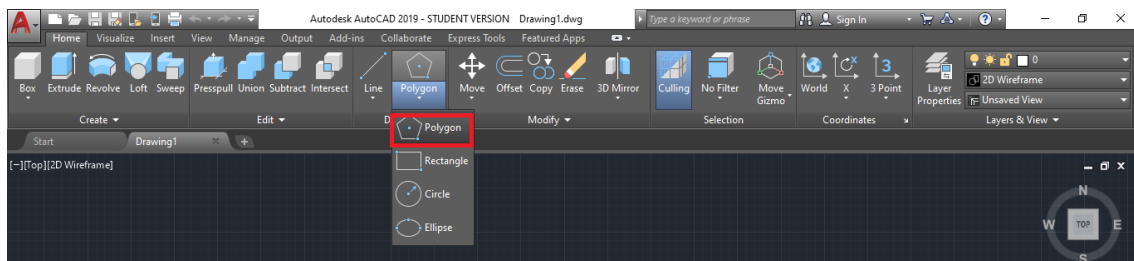 Autodesk AutoCAD 2019 - STUDENT VERSION Drawing1.dwg Type a keyword or phrase Sign In
Home Visualize Insert View Manage Output Add-ins Collaborate Express Tools Featured Apps
0
2D Wireframe
Unsaved View
Box Extrude Revolve Loft Sweep Presspull Union Subtract Intersect Line Polygon Move Offset Copy Erase 3D Mirror Culling No Filter Move Gizmo World X 3 Point Layer Properties
Create Edit D Modify Selection Coordinates Layers & View
Start Drawing1
Polygon
Rectangle
Circle
Ellipse
[−][Top][2D Wireframe]
N
W TOP E
S